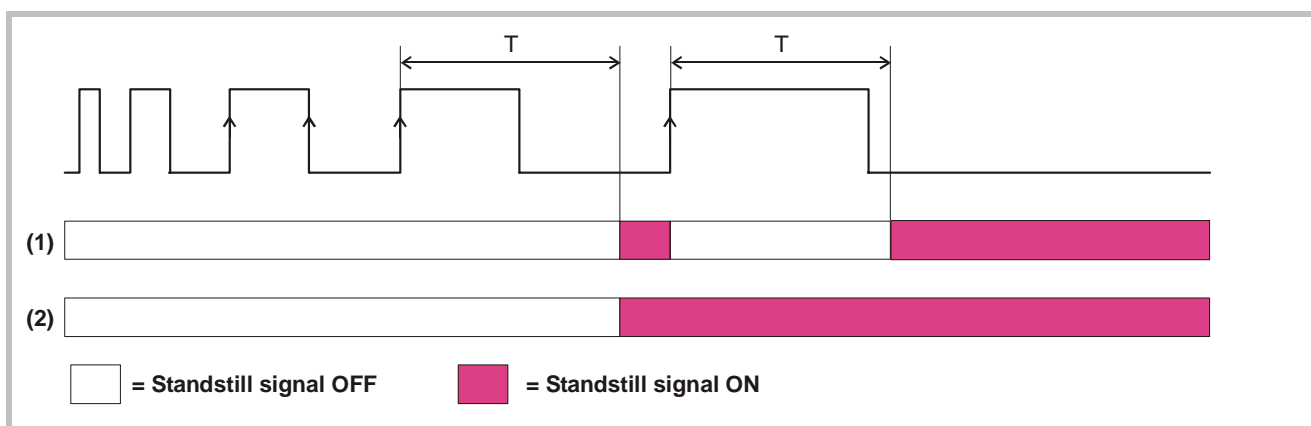 T T
(1)
(2)
= Standstill signal OFF = Standstill signal ON